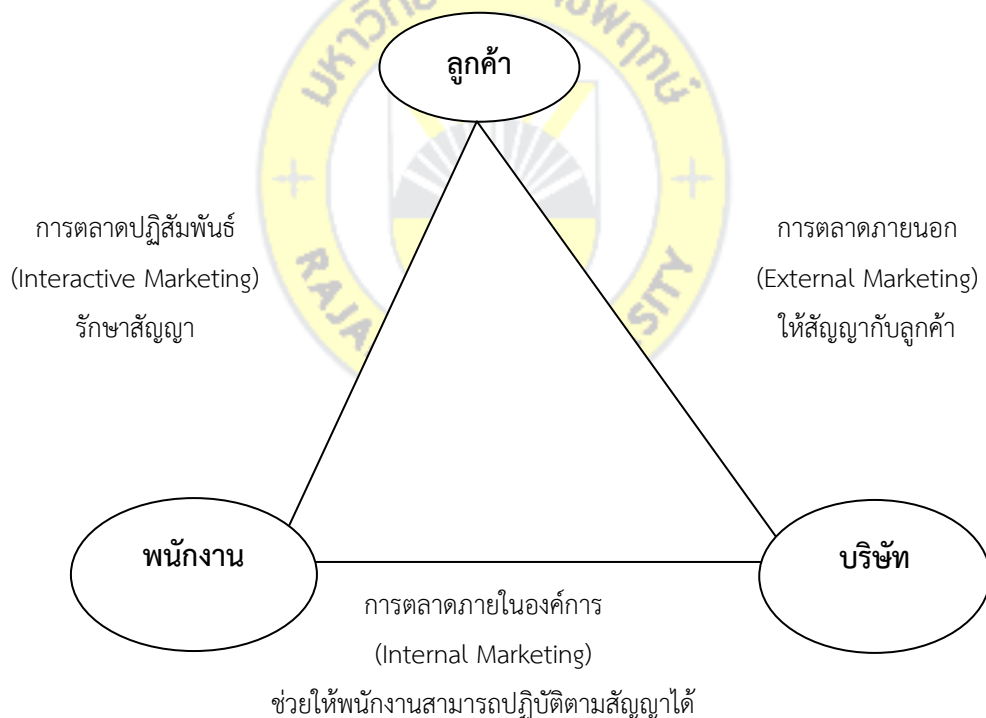 ลูกค้า
การตลาดปฏิสัมพันธ์
(Interactive Marketing)
รักษาสัญญา
การตลาดภายนอก
(External Marketing)
ให้สัญญากับลูกค้า
พนักงาน
บริษัท
การตลาดภายในองค์การ
(Internal Marketing)
ช่วยให้พนักงานสามารถปฏิบัติตามสัญญาได้